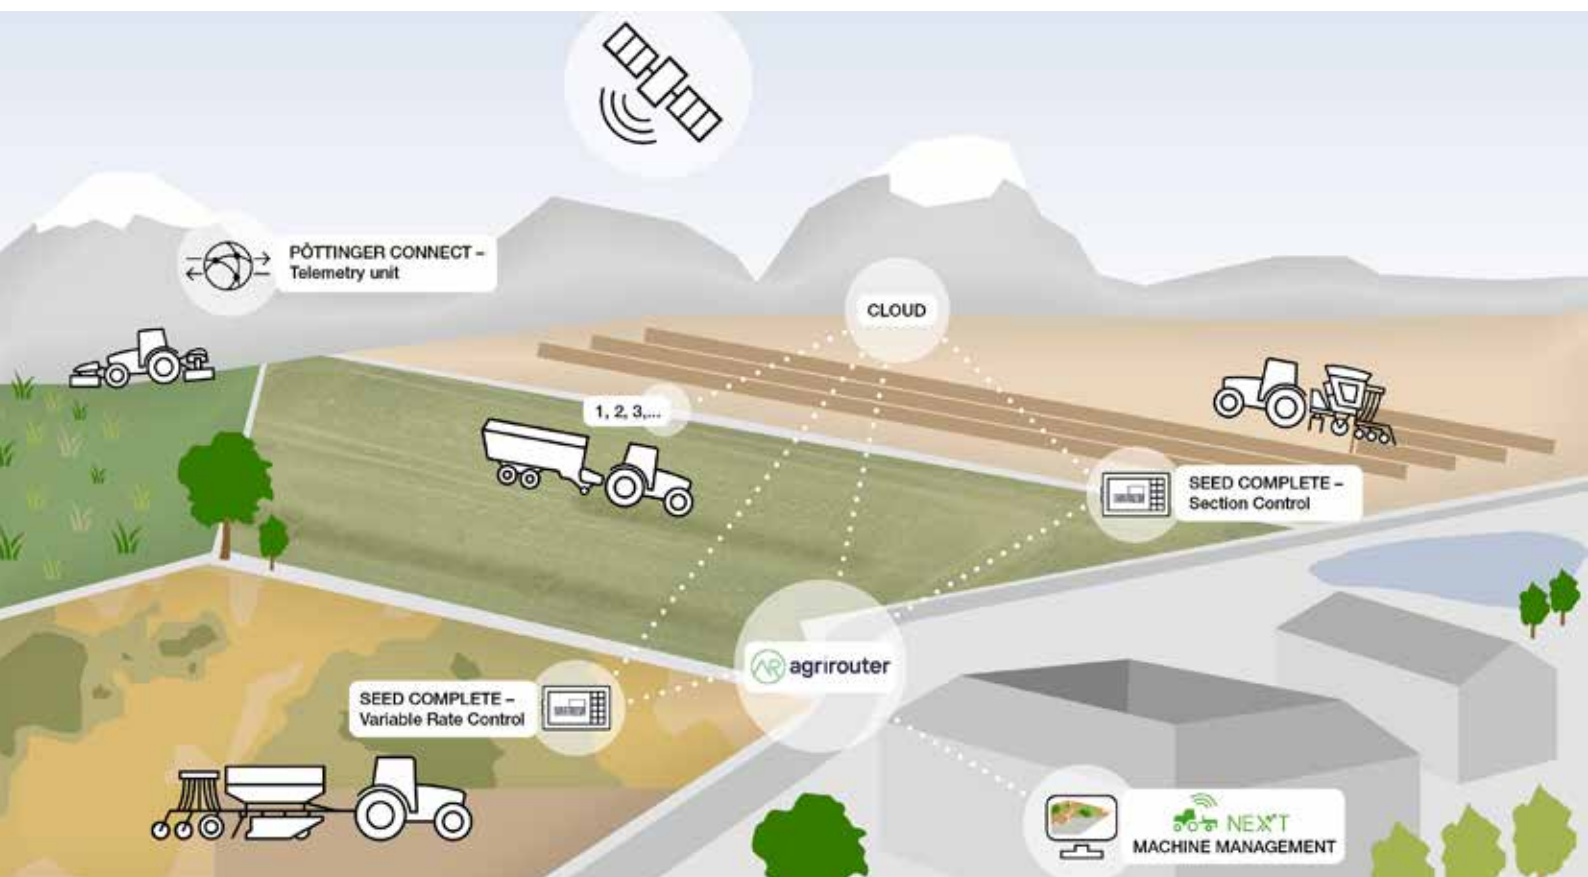 PÖTTINGER CONNECT –
Telemetry unit
CLOUD
1, 2, 3,...
SEED COMPLETE –
Section Control
AR agrirouter
SEED COMPLETE –
Variable Rate Control
NEXT
MACHINE MANAGEMENT